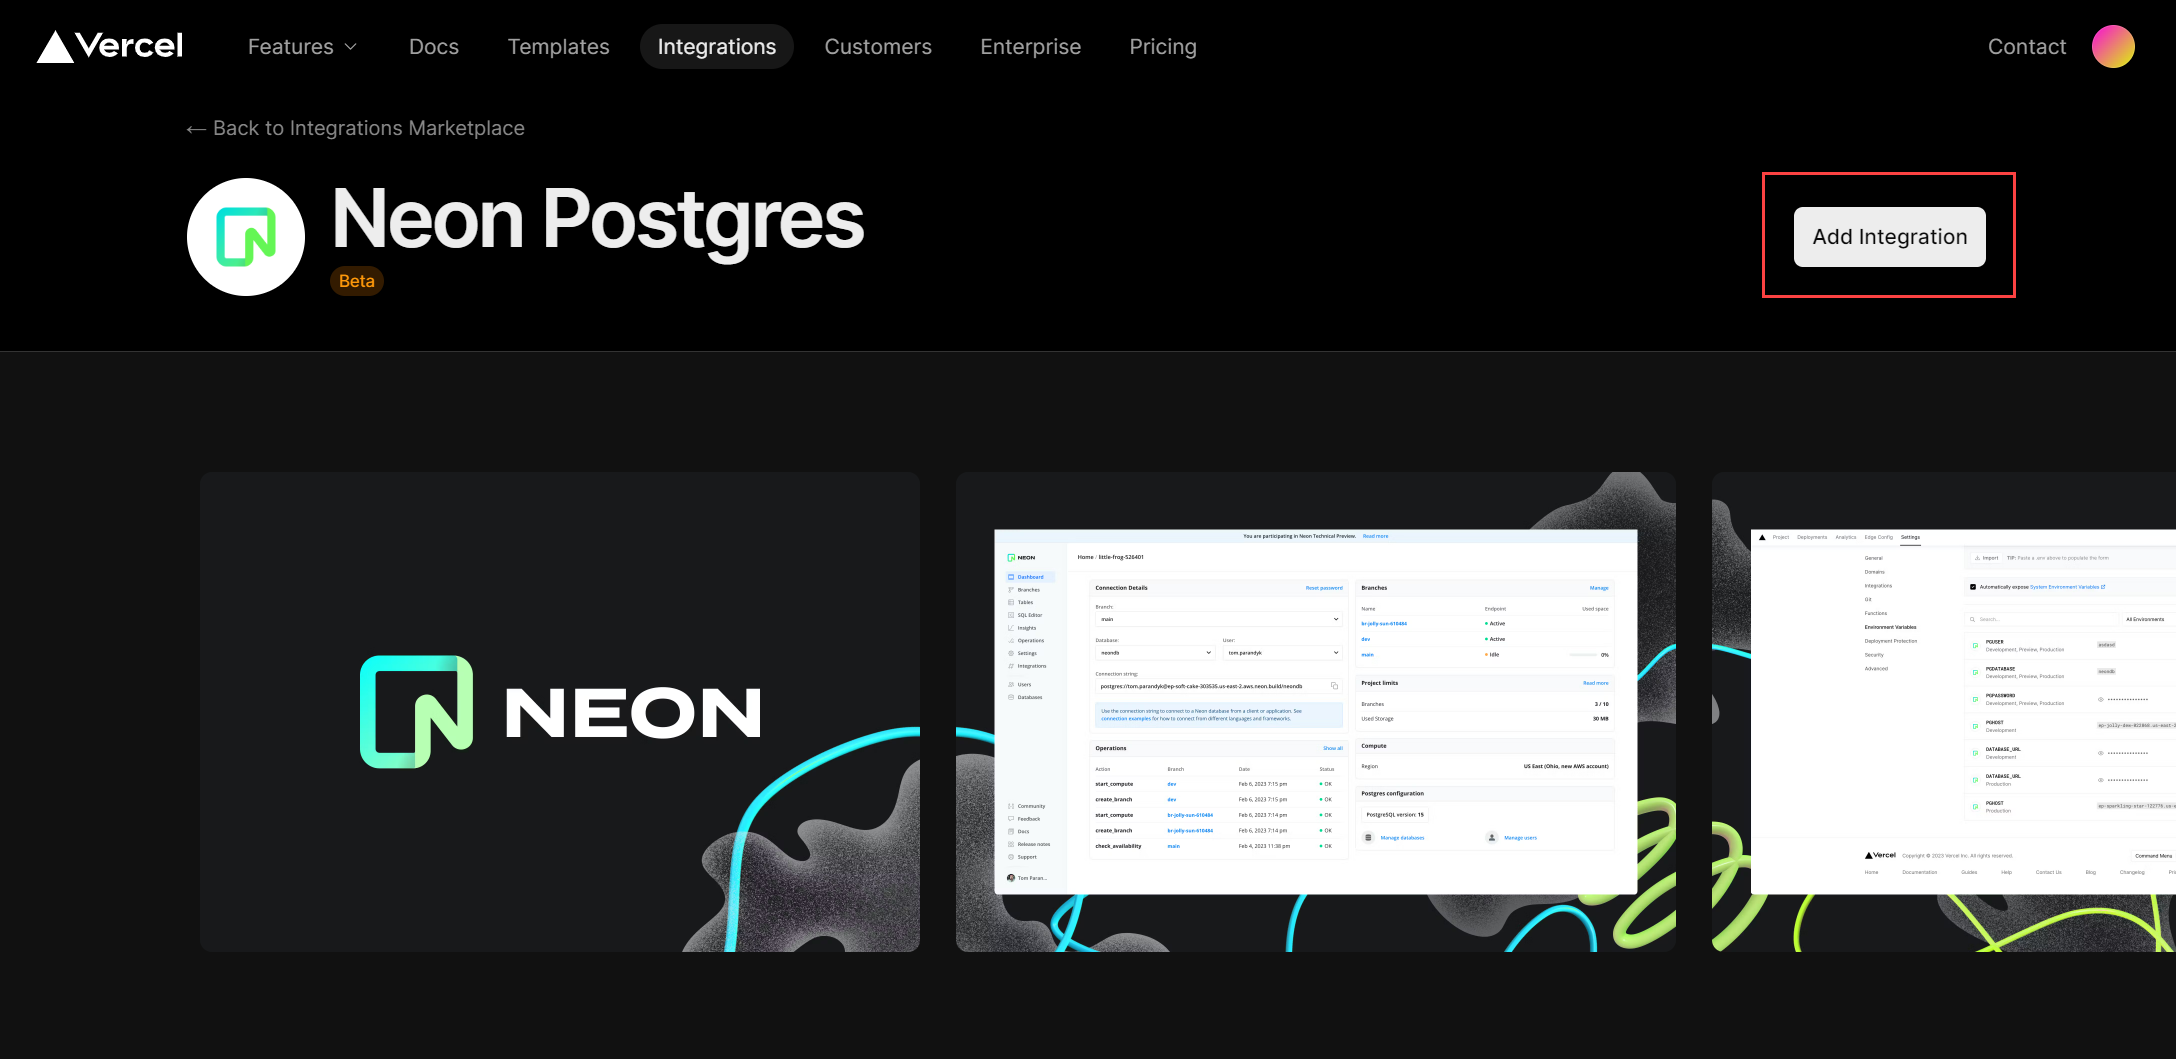 Vercel
Features
Docs
Templates
Integrations
Customers
Enterprise
Pricing
Contact
← Back to Integrations Marketplace
Neon Postgres
Beta
Add Integration
NEON
You are participating in Neon Technical Preview. Read more
NEON
Home / little-frog-526401
Dashboard
Branches
Tables
SQL Editor
Insights
Operations
Settings
Integrations
Users
Databases
Community
Feedback
Docs
Release notes
Support
Tom Paran...
Connection Details Reset password
Branch:
main
Database: User:
neondb tom.parandyk
Connection string:
postgres://tom.parandyk@ep-soft-cake-303535.us-east-2.aws.neon.build/neondb
Use the connection string to connect to a Neon database from a client or application. See
connection examples for how to connect from different languages and frameworks.
Operations Show all
Action Branch Date Status
start_compute dev Feb 6, 2023 7:15 pm OK
create_branch dev Feb 6, 2023 7:15 pm OK
start_compute br-jolly-sun-610484 Feb 6, 2023 7:14 pm OK
create_branch br-jolly-sun-610484 Feb 6, 2023 7:14 pm OK
check_availability main Feb 4, 2023 11:38 pm OK
Branches Manage
Name Endpoint Used space
br-jolly-sun-610484 Active
dev Active
main Idle 0%
Project limits Read more
Branches 3 / 10
Used Storage 30 MB
Compute
Region US East (Ohio, new AWS account)
Postgres configuration
PostgreSQL version: 15
Manage databases Manage users
Project Deployments Analytics Edge Config Settings
General
Domains
Integrations
Git
Functions
Environment Variables
Deployment Protection
Security
Advanced
Import TIP: Paste a .env above to populate the form
Automatically expose System Environment Variables
Search... All Environments
PGUSER
Development, Preview, Production
PGDATABASE neondb
Development, Preview, Production
PGPASSWORD
Development, Preview, Production
PGHOST
Development
DATABASE_URL
Development
DATABASE_URL
Production
PGHOST
Production
Vercel Copyright © 2023 Vercel Inc. All rights reserved. Command Menu
Home Documentation Guides Help Contact Us Blog Changelog